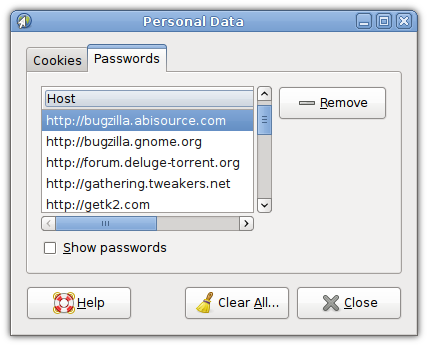 Personal Data
Cookies
Passwords
Host
http://bugzilla.abisource.com
http://bugzilla.gnome.org
http://forum.deluge-torrent.org
http://gathering.tweakers.net
http://getk2.com
Remove
Show passwords
Help
Clear All...
Close